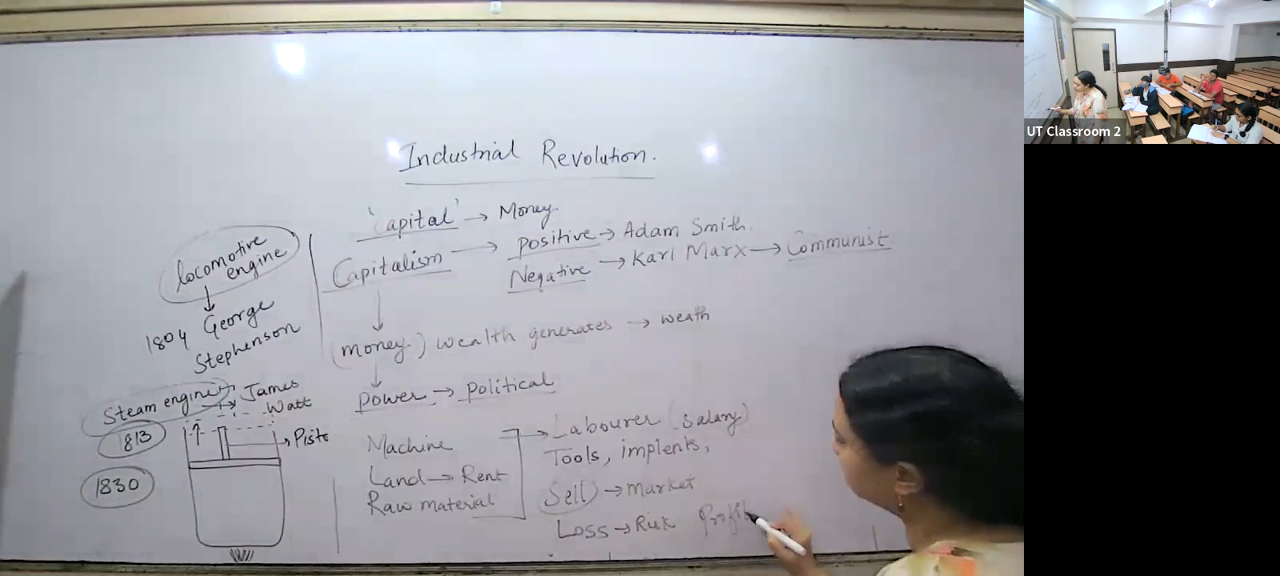 Industrial Revolution.
'Capital' → Money
Capitalism → Positive → Adam Smith.
Negative → Karl Marx → Communist
(money) wealth generates → weath
Power → Political
Machine
Land → Rent
Raw material
→ Labourer (Salary)
Tools, implents,
Sell → market
Loss → Risk Profit
locomotive
engine
1804 George
Stephenson
Steam engine → James
Watt
1813
→ Pisto
1830
UT Classroom 2